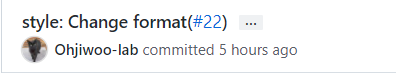 style: Change format(#22) ...
Ohjiwoo-lab committed 5 hours ago